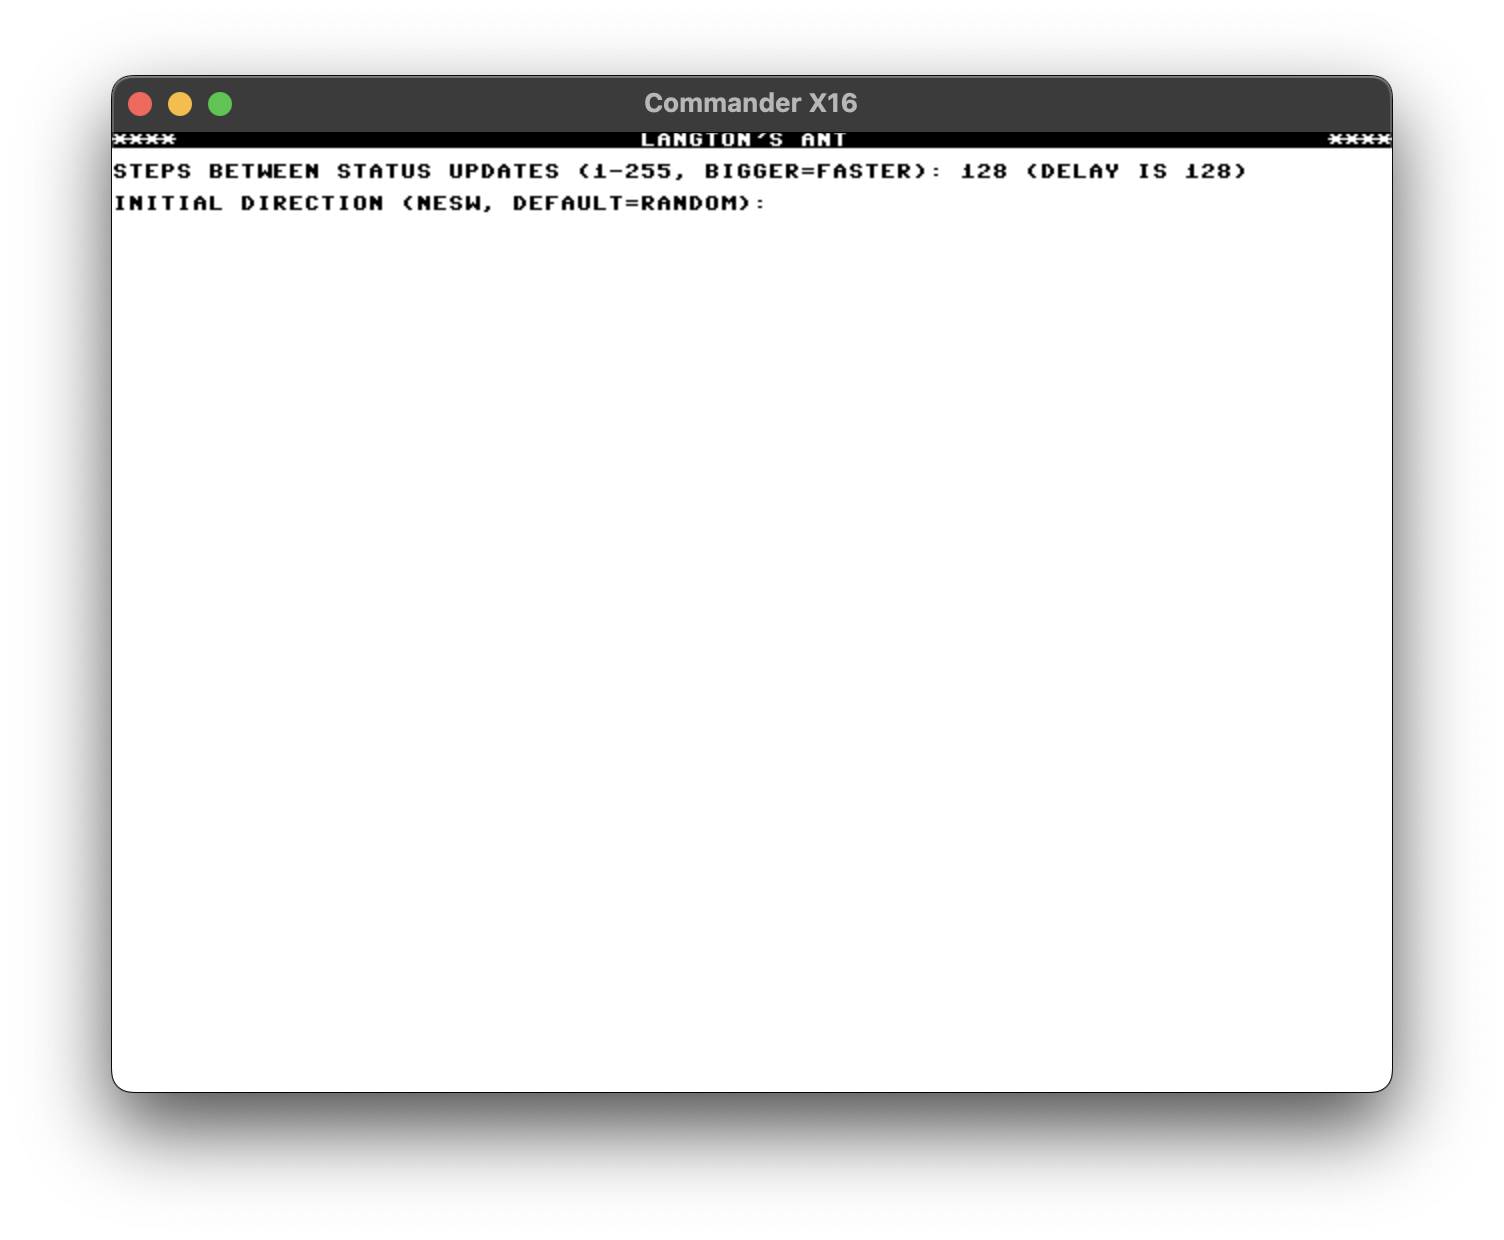 Commander X16
**** LANGTON'S ANT ****
STEPS BETWEEN STATUS UPDATES (1-255, BIGGER=FASTER): 128 (DELAY IS 128)
INITIAL DIRECTION (NESW, DEFAULT=RANDOM):